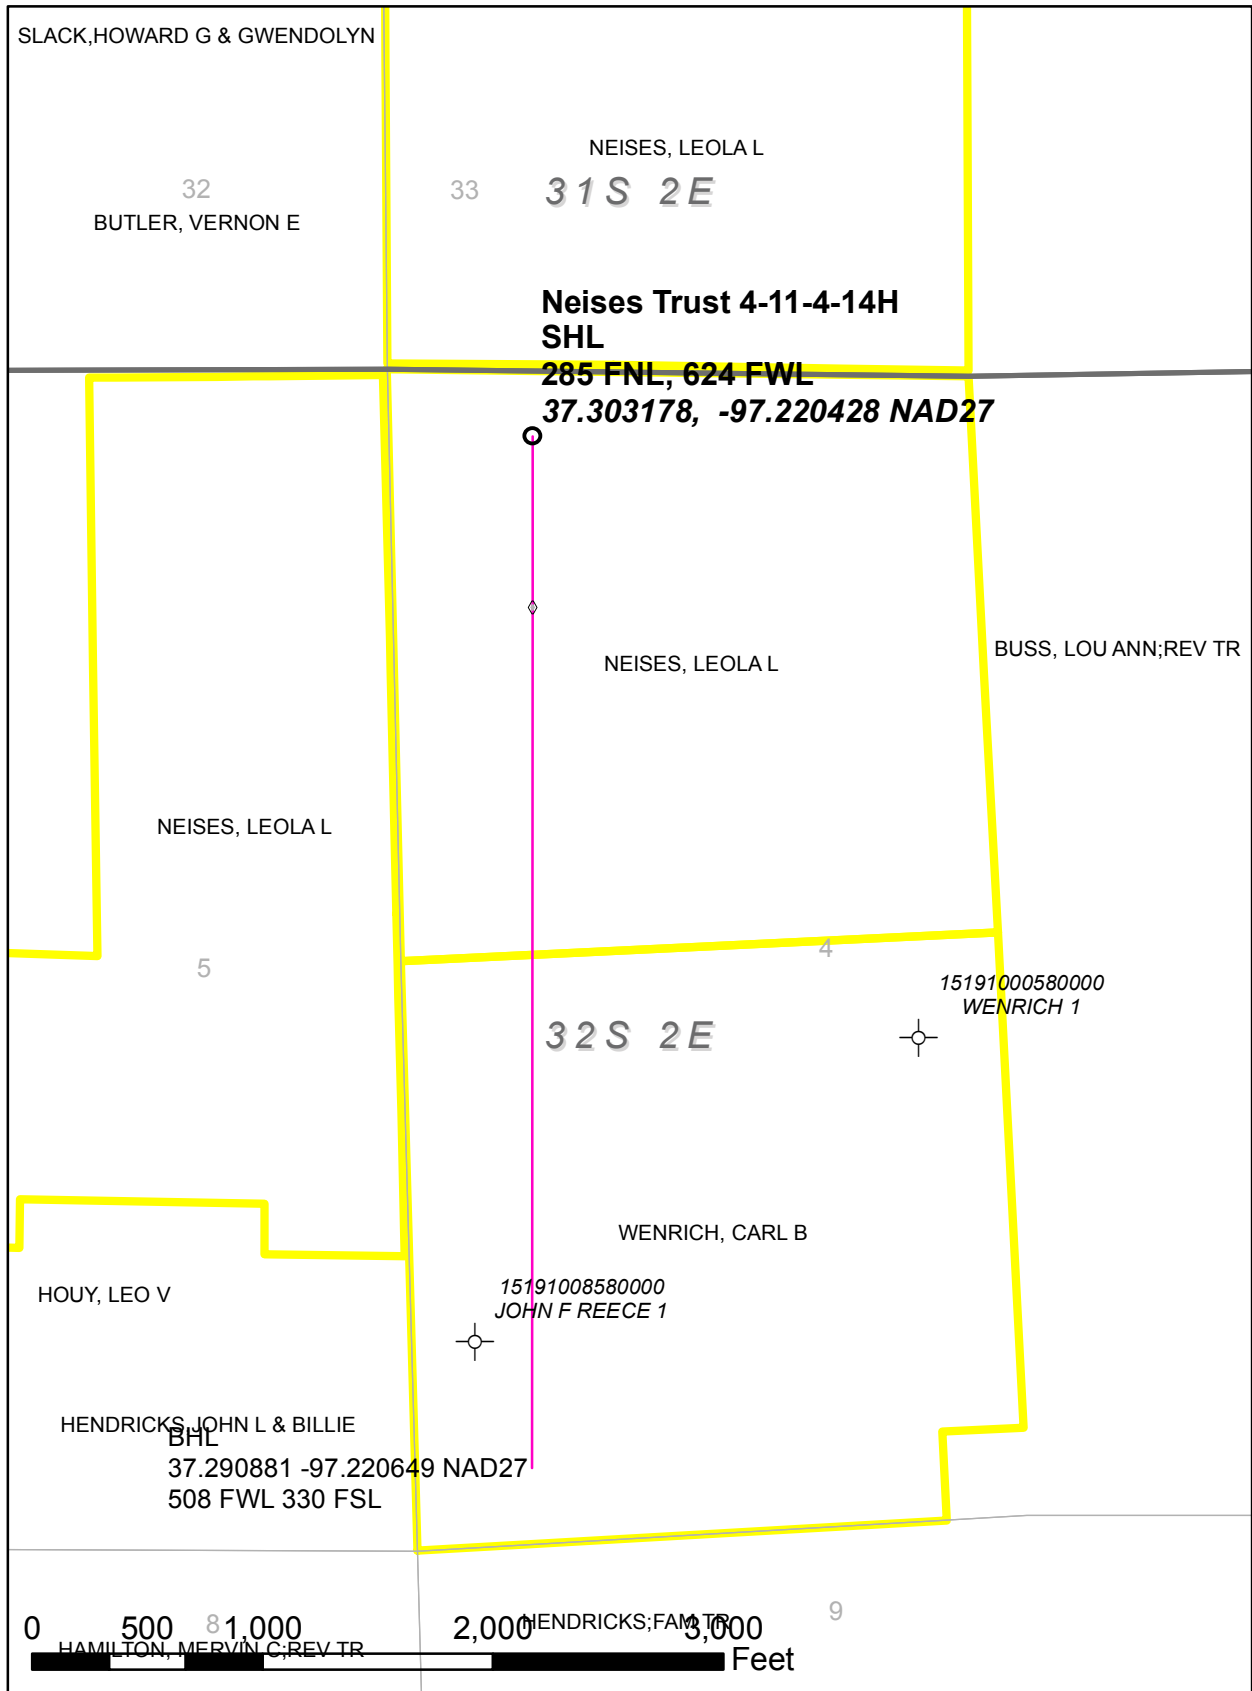 SLACK,HOWARD G & GWENDOLYN
NEISES, LEOLA L
32
33
31S 2E
BUTLER, VERNON E
Neises Trust 4-11-4-14H
SHL
285 FNL, 624 FWL
37.303178, -97.220428 NAD27
BUSS, LOU ANN;REV TR
NEISES, LEOLA L
NEISES, LEOLA L
4
5
15191000580000
WENRICH 1
32S 2E
WENRICH, CARL B
15191008580000
JOHN F REECE 1
HOUY, LEO V
HENDRICKS,JOHN L & BILLIE
BHL
37.290881 -97.220649 NAD27
508 FWL 330 FSL
9
8
HENDRICKS;FAM TR
0 500 1,000 2,000 3,000
HAMILTON, MERVIN C;REV TR
Feet